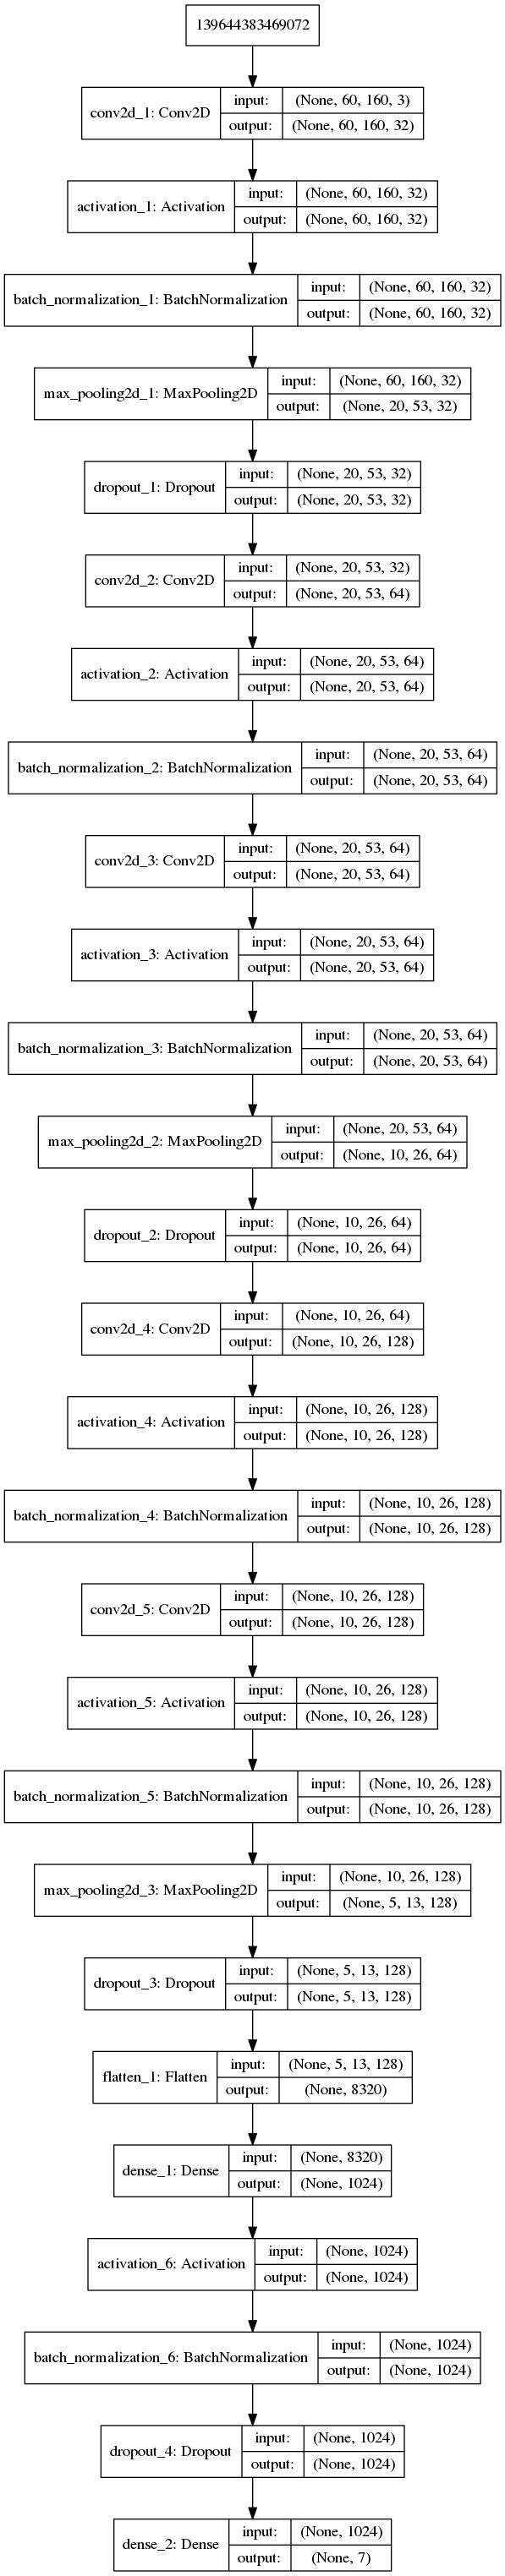 139644383469072
conv2d_1: Conv2D
input: (None, 60, 160, 3)
output: (None, 60, 160, 32)
activation_1: Activation
input: (None, 60, 160, 32)
output: (None, 60, 160, 32)
batch_normalization_1: BatchNormalization
input: (None, 60, 160, 32)
output: (None, 60, 160, 32)
max_pooling2d_1: MaxPooling2D
input: (None, 60, 160, 32)
output: (None, 20, 53, 32)
dropout_1: Dropout
input: (None, 20, 53, 32)
output: (None, 20, 53, 32)
conv2d_2: Conv2D
input: (None, 20, 53, 32)
output: (None, 20, 53, 64)
activation_2: Activation
input: (None, 20, 53, 64)
output: (None, 20, 53, 64)
batch_normalization_2: BatchNormalization
input: (None, 20, 53, 64)
output: (None, 20, 53, 64)
conv2d_3: Conv2D
input: (None, 20, 53, 64)
output: (None, 20, 53, 64)
activation_3: Activation
input: (None, 20, 53, 64)
output: (None, 20, 53, 64)
batch_normalization_3: BatchNormalization
input: (None, 20, 53, 64)
output: (None, 20, 53, 64)
max_pooling2d_2: MaxPooling2D
input: (None, 20, 53, 64)
output: (None, 10, 26, 64)
dropout_2: Dropout
input: (None, 10, 26, 64)
output: (None, 10, 26, 64)
conv2d_4: Conv2D
input: (None, 10, 26, 64)
output: (None, 10, 26, 128)
activation_4: Activation
input: (None, 10, 26, 128)
output: (None, 10, 26, 128)
batch_normalization_4: BatchNormalization
input: (None, 10, 26, 128)
output: (None, 10, 26, 128)
conv2d_5: Conv2D
input: (None, 10, 26, 128)
output: (None, 10, 26, 128)
activation_5: Activation
input: (None, 10, 26, 128)
output: (None, 10, 26, 128)
batch_normalization_5: BatchNormalization
input: (None, 10, 26, 128)
output: (None, 10, 26, 128)
max_pooling2d_3: MaxPooling2D
input: (None, 10, 26, 128)
output: (None, 5, 13, 128)
dropout_3: Dropout
input: (None, 5, 13, 128)
output: (None, 5, 13, 128)
flatten_1: Flatten
input: (None, 5, 13, 128)
output: (None, 8320)
dense_1: Dense
input: (None, 8320)
output: (None, 1024)
activation_6: Activation
input: (None, 1024)
output: (None, 1024)
batch_normalization_6: BatchNormalization
input: (None, 1024)
output: (None, 1024)
dropout_4: Dropout
input: (None, 1024)
output: (None, 1024)
dense_2: Dense
input: (None, 1024)
output: (None, 7)